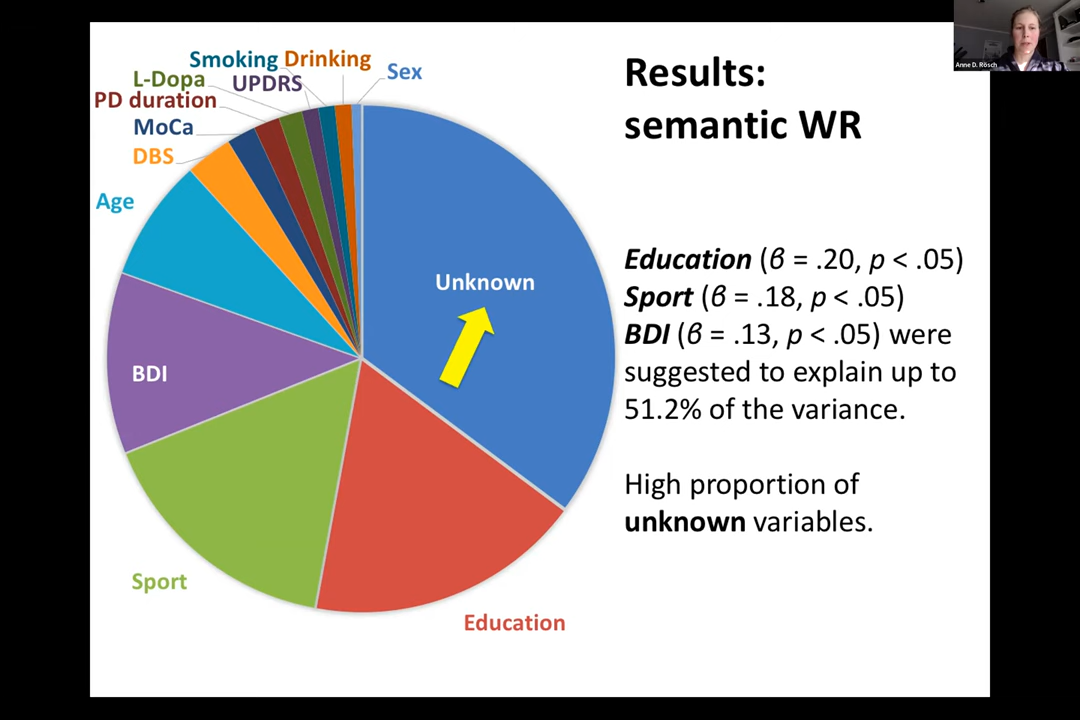 Smoking
Drinking
Sex
L-Dopa
UPDRS
PD duration
MoCa
DBS
Age
BDI
Sport
Education
Unknown
Results:
semantic WR
Education (β = .20, p < .05)
Sport (β = .18, p < .05)
BDI (β = .13, p < .05) were
suggested to explain up to
51.2% of the variance.
High proportion of
unknown variables.
Anne D. Rösch